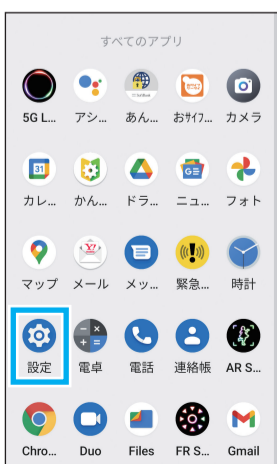 すべてのアプリ
5G L... アシ... あん... おサイフ... カメラ
31 GE
カレ... かん... ドラ... ニュ... フォト
Y!
マップ メール メッ... 緊急... 時計
設定 電卓 電話 連絡帳 AR S...
Chro... Duo Files FR S... Gmail